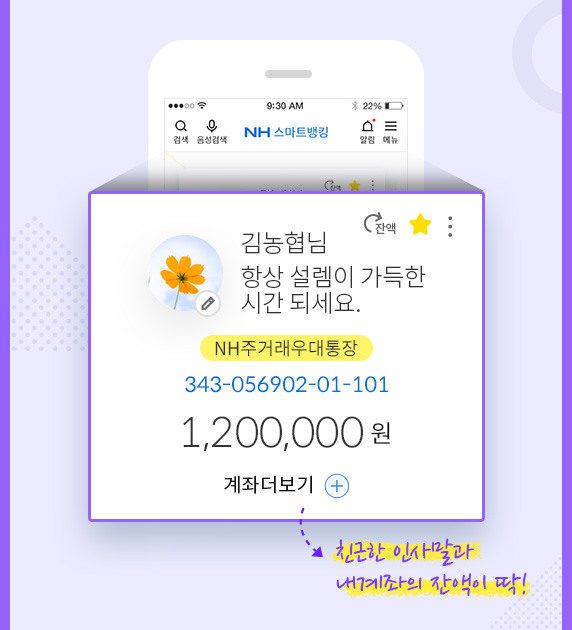 9:30 AM
22%
검색
음성검색
NH 스마트뱅킹
알림
메뉴
잔액
잔액
김농협님
항상 설렘이 가득한
시간 되세요.
NH주거래우대통장
343-056902-01-101
1,200,000 원
계좌더보기
친근한 인사말과
내계좌의 잔액이 딱!